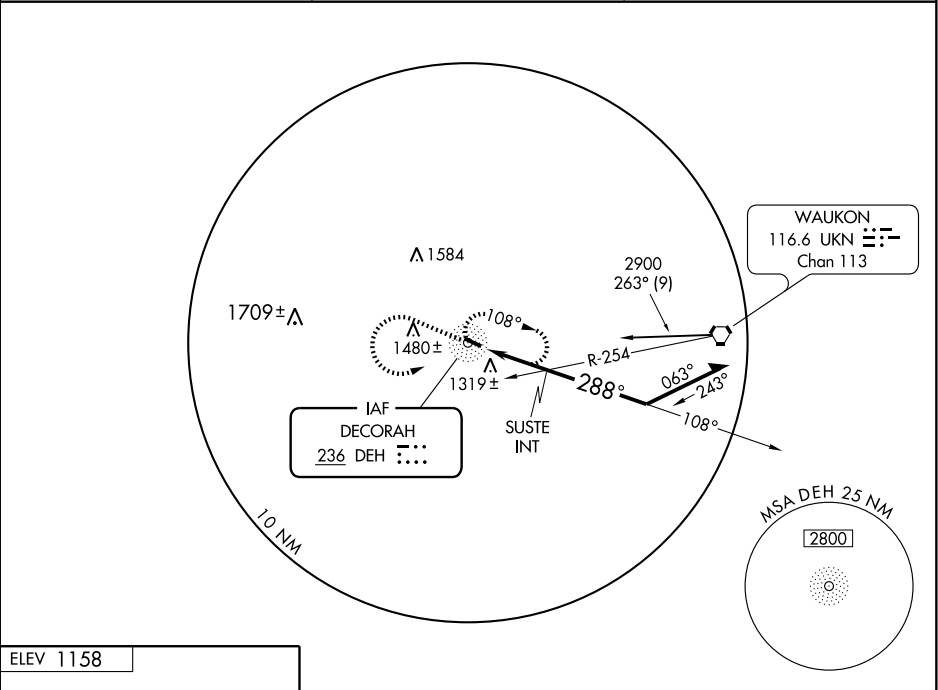 WAUKON
116.6 UKN
Chan 113
1584
2900
263° (9)
1709±
108°
1480±
R-254
1319±
288°
063°
243°
IAF
DECORAH
236 DEH
SUSTE
INT
108°
10 NM
MSA DEH 25 NM
2800
ELEV 1158